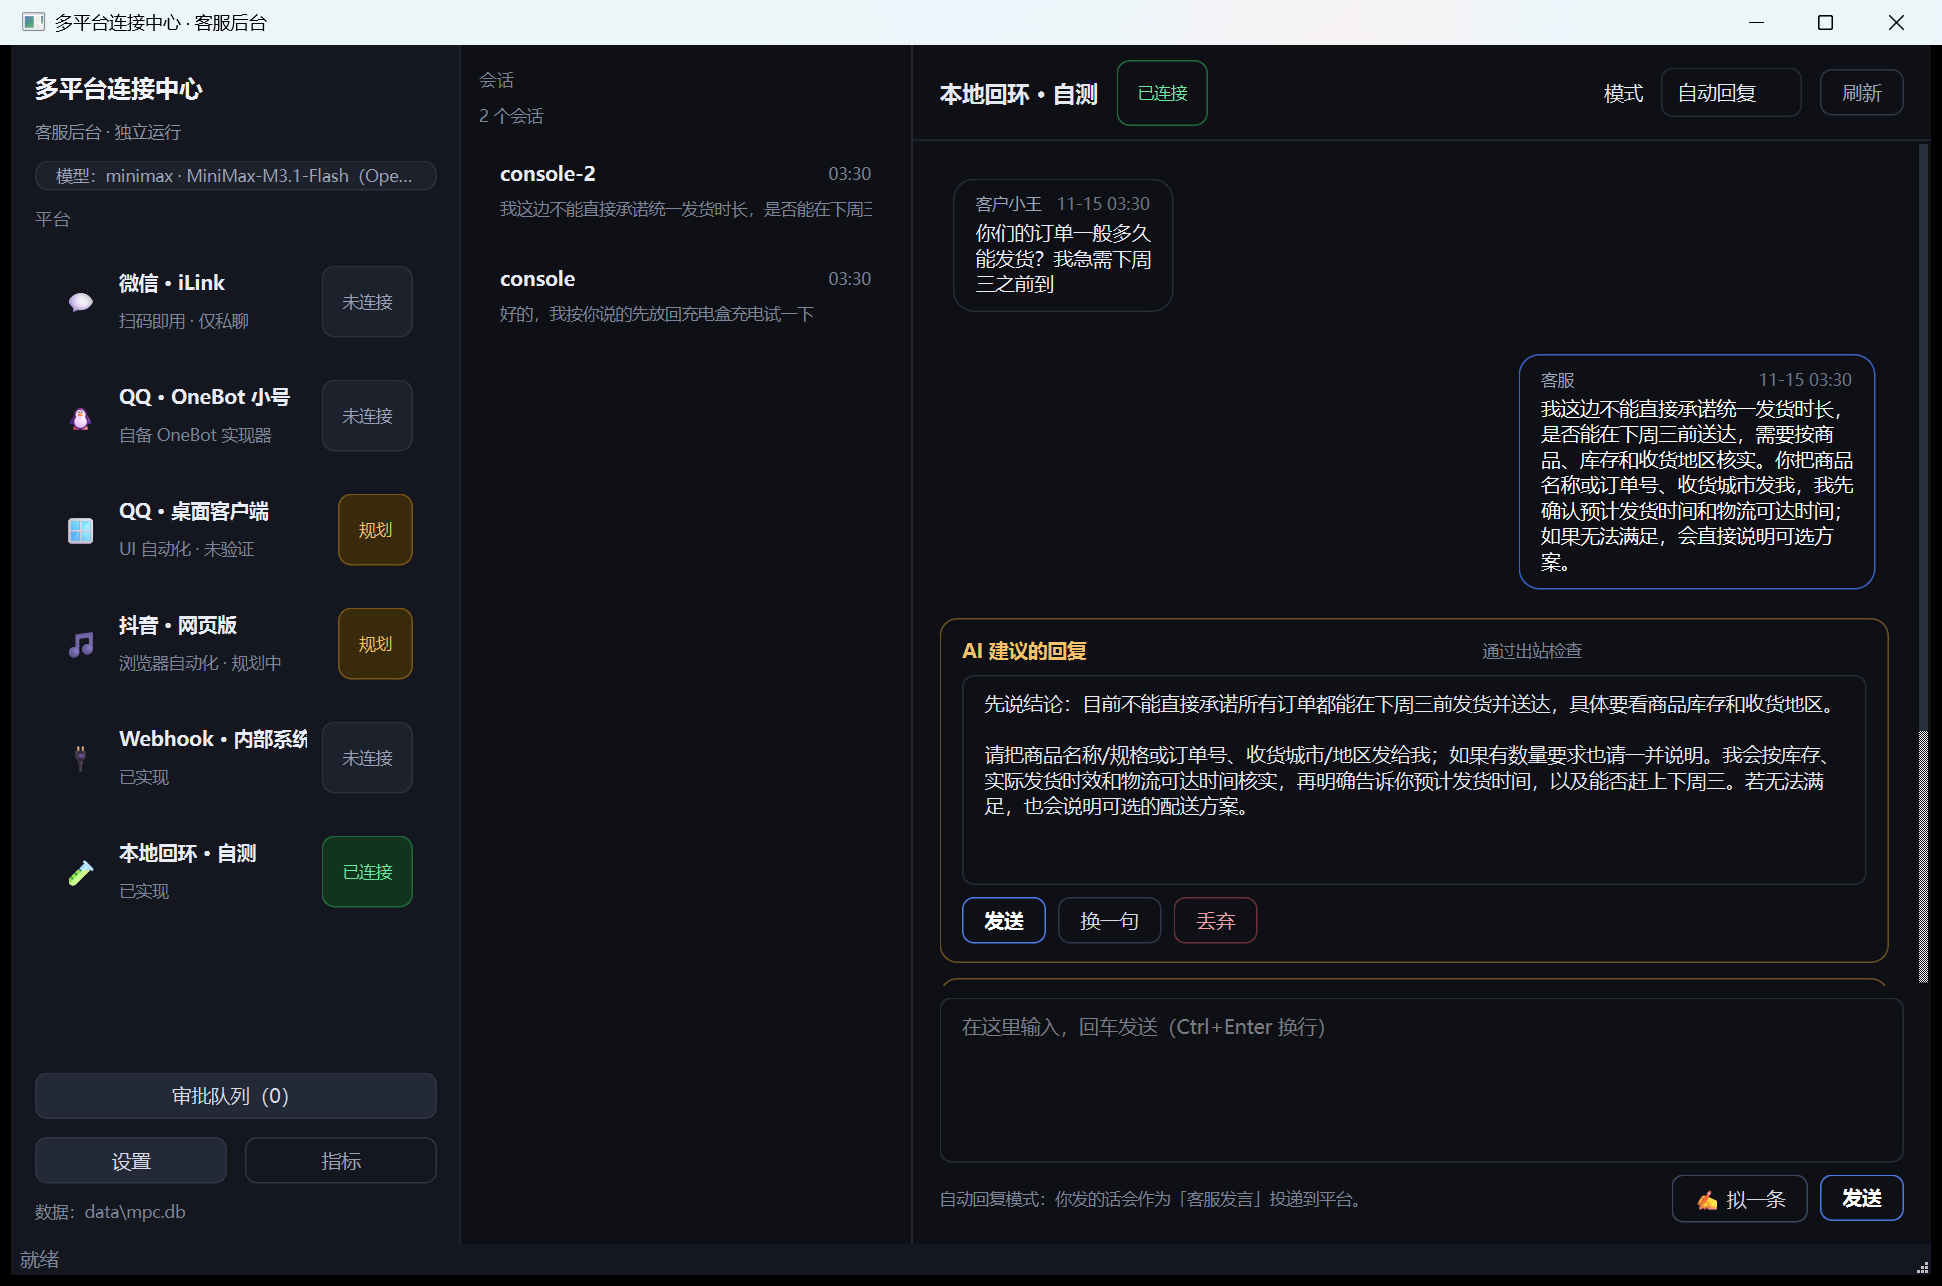 多平台连接中心 · 客服后台
多平台连接中心
客服后台 · 独立运行
模型：minimax · MiniMax-M3.1-Flash（Ope...
平台
微信 • iLink
扫码即用 · 仅私聊
未连接
QQ • OneBot 小号
自备 OneBot 实现器
未连接
QQ • 桌面客户端
UI 自动化 · 未验证
规划
抖音 • 网页版
浏览器自动化 · 规划中
规划
Webhook • 内部系统
已实现
未连接
本地回环 • 自测
已实现
已连接
审批队列（0）
设置
指标
数据：data\mpc.db
就绪
会话
2 个会话
console-2
03:30
我这边不能直接承诺统一发货时长，是否能在下周三
console
03:30
好的，我按你说的先放回充电盒充电试一下
本地回环 • 自测
已连接
模式
自动回复
刷新
客户小王 11-15 03:30
你们的订单一般多久
能发货？我急需下周
三之前到
客服 11-15 03:30
我这边不能直接承诺统一发货时长，
是否能在下周三前送达，需要按商
品、库存和收货地区核实。你把商品
名称或订单号、收货城市发我，我先
确认预计发货时间和物流可达时间；
如果无法满足，会直接说明可选方
案。
AI 建议的回复
通过出站检查
先说结论：目前不能直接承诺所有订单都能在下周三前发货并送达，具体要看商品库存和收货地区。
请把商品名称/规格或订单号、收货城市/地区发给我；如果有数量要求也请一并说明。我会按库存、
实际发货时效和物流可达时间核实，再明确告诉你预计发货时间，以及能否赶上下周三。若无法满
足，也会说明可选的配送方案。
发送
换一句
丢弃
在这里输入，回车发送（Ctrl+Enter 换行）
自动回复模式：你发的话会作为「客服发言」投递到平台。
拟一条
发送